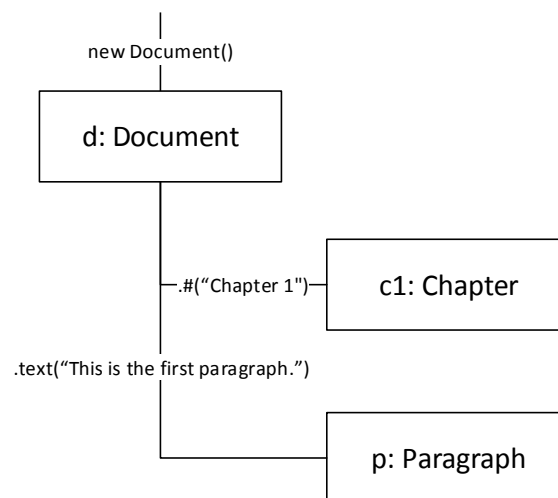 new Document()
d: Document
.#(“Chapter 1")
c1: Chapter
.text(“This is the first paragraph.”)
p: Paragraph